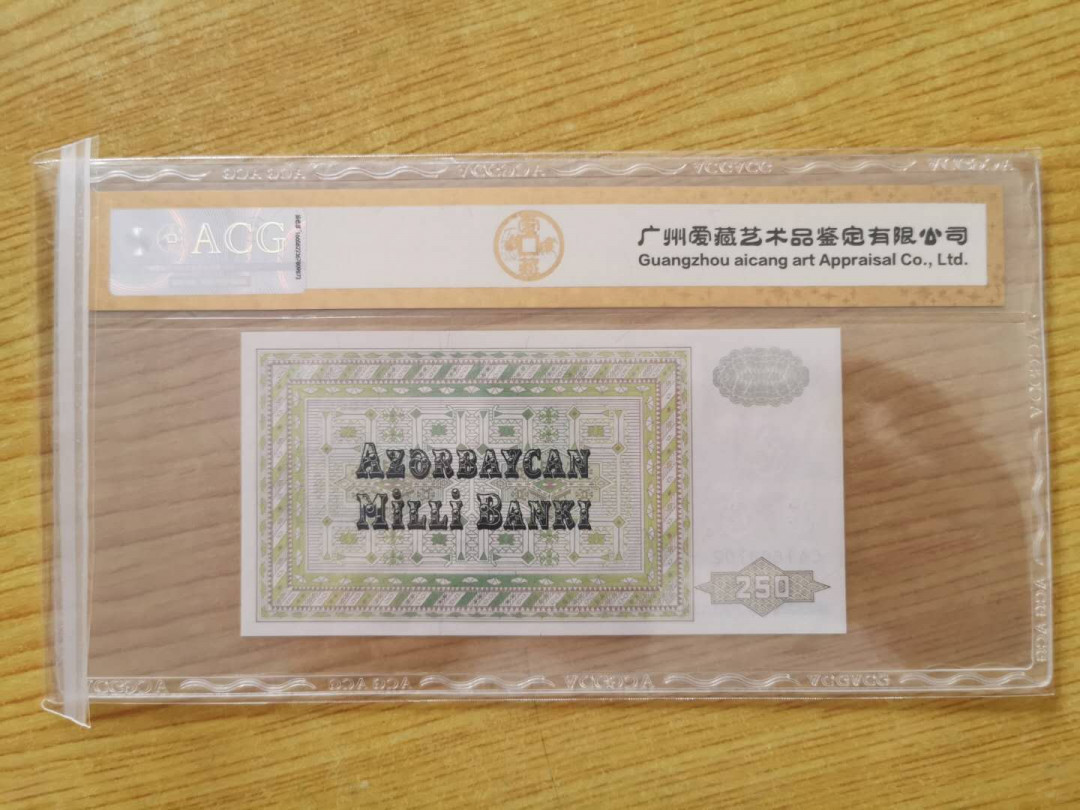 ACG
广州爱藏艺术品鉴定有限公司
Guangzhou aicang art Appraisal Co., Ltd.
AZƏRBAYCAN
MİLLİ BANKI
250